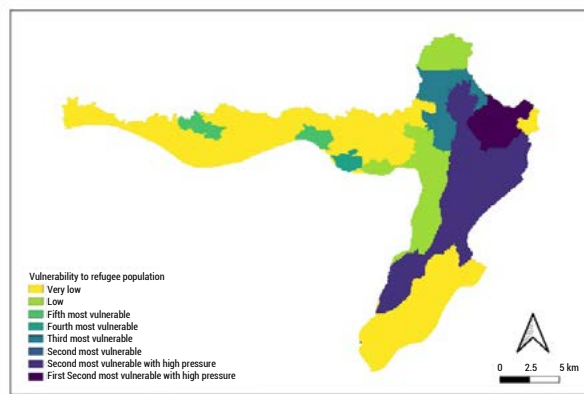 Vulnerability to refugee population
Very low
Low
Fifth most vulnerable
Fourth most vulnerable
Third most vulnerable
Second most vulnerable
Second most vulnerable with high pressure
First Second most vulnerable with high pressure
0 2.5 5 km